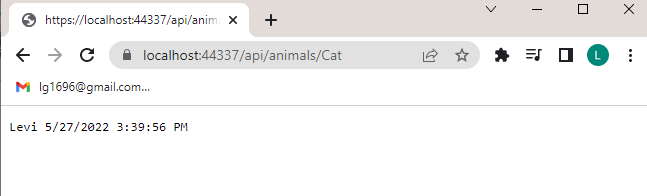 https://localhost:44337/api/anim
localhost:44337/api/animals/Cat
L
lg1696@gmail.com...
Levi 5/27/2022 3:39:56 PM